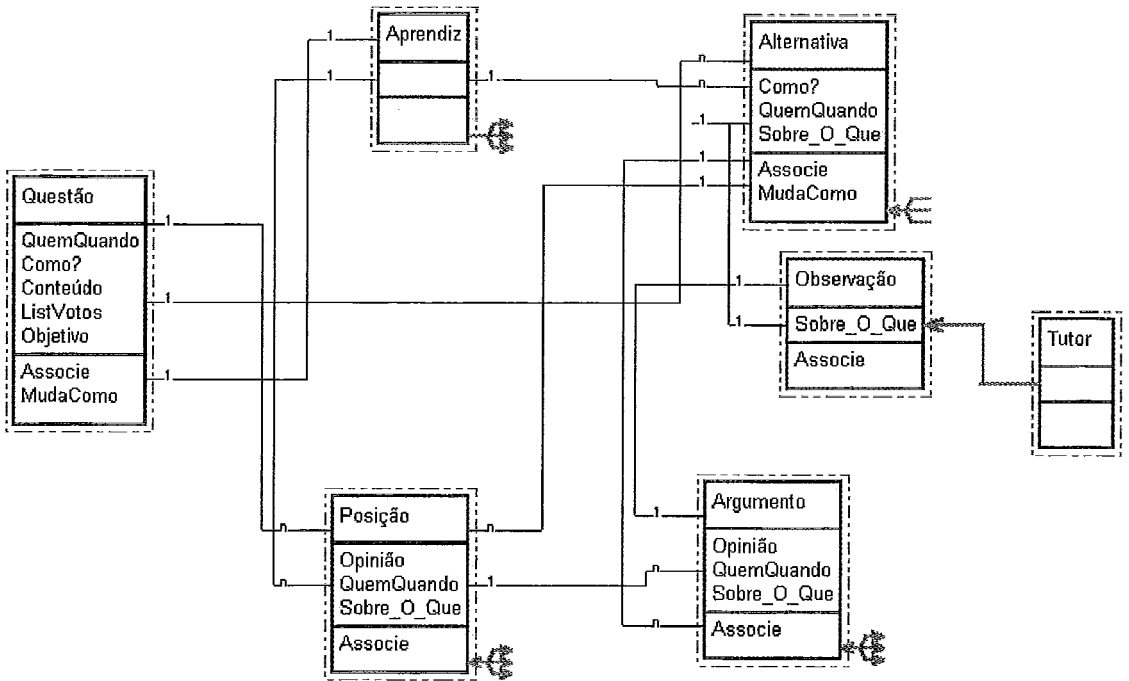 Aprendiz
Alternativa
Como?
QuemQuando
Sobre_O_Que
Associe
MudaComo
Questão
QuemQuando
Como?
Conteúdo
ListVotos
Objetivo
Associe
MudaComo
Observação
Sobre_O_Que
Associe
Tutor
Posição
Opinião
QuemQuando
Sobre_O_Que
Associe
Argumento
Opinião
QuemQuando
Sobre_O_Que
Associe
1
1
1
n
n
1
1
1
1
1
1
1
1
n
n
n
1
1
n
n